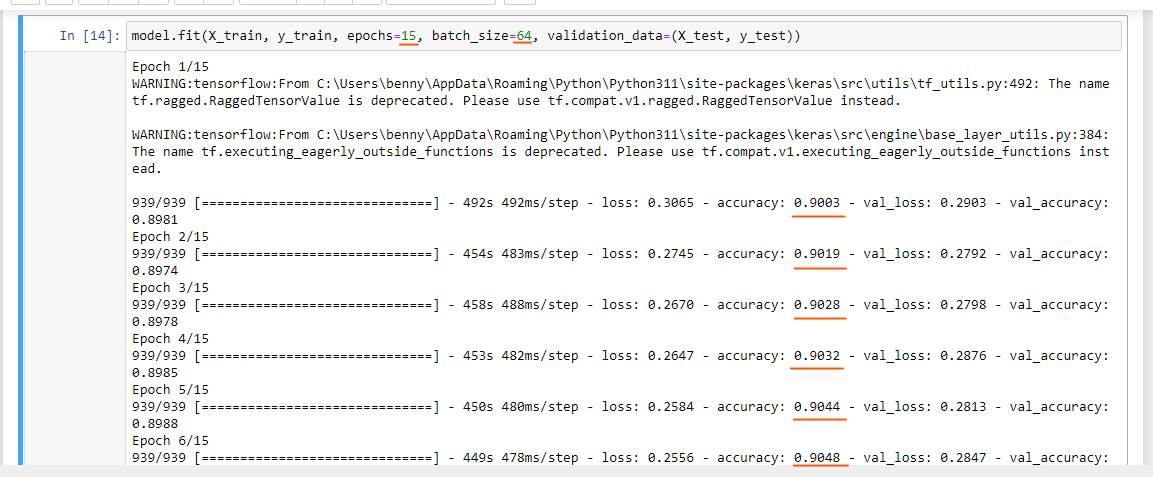 In [14]: model.fit(X_train, y_train, epochs=15, batch_size=64, validation_data=(X_test, y_test))
Epoch 1/15
WARNING:tensorflow:From C:\Users\benny\AppData\Roaming\Python\Python311\site-packages\keras\src\utils\tf_utils.py:492: The name
tf.ragged.RaggedTensorValue is deprecated. Please use tf.compat.v1.ragged.RaggedTensorValue instead.
WARNING:tensorflow:From C:\Users\benny\AppData\Roaming\Python\Python311\site-packages\keras\src\engine\base_layer_utils.py:384:
The name tf.executing_eagerly_outside_functions is deprecated. Please use tf.compat.v1.executing_eagerly_outside_functions inst
ead.
939/939 [==============================] - 492s 492ms/step - loss: 0.3065 - accuracy: 0.9003 - val_loss: 0.2903 - val_accuracy:
0.8981
Epoch 2/15
939/939 [==============================] - 454s 483ms/step - loss: 0.2745 - accuracy: 0.9019 - val_loss: 0.2792 - val_accuracy:
0.8974
Epoch 3/15
939/939 [==============================] - 458s 488ms/step - loss: 0.2670 - accuracy: 0.9028 - val_loss: 0.2798 - val_accuracy:
0.8978
Epoch 4/15
939/939 [==============================] - 453s 482ms/step - loss: 0.2647 - accuracy: 0.9032 - val_loss: 0.2876 - val_accuracy:
0.8985
Epoch 5/15
939/939 [==============================] - 450s 480ms/step - loss: 0.2584 - accuracy: 0.9044 - val_loss: 0.2813 - val_accuracy:
0.8988
Epoch 6/15
939/939 [==============================] - 449s 478ms/step - loss: 0.2556 - accuracy: 0.9048 - val_loss: 0.2847 - val_accuracy: